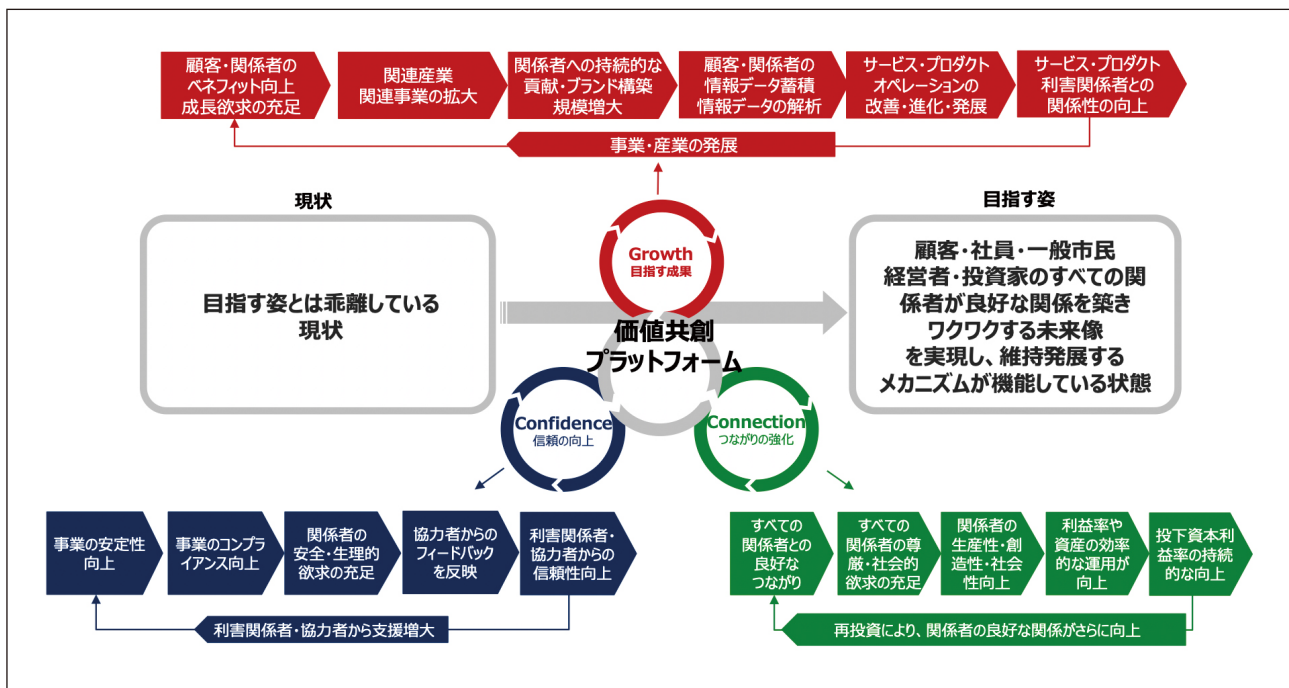 顧客・関係者の
ベネフィット向上
成長欲求の充足
関連産業
関連事業の拡大
関係者への持続的な
貢献・ブランド構築
規模増大
顧客・関係者の
情報データ蓄積
情報データの解析
サービス・プロダクト
オペレーションの
改善・進化・発展
サービス・プロダクト
利害関係者との
関係性の向上
事業・産業の発展
現状
目指す姿とは乖離している
現状
Growth
目指す成果
価値共創
プラットフォーム
Confidence
信頼の向上
Connection
つながりの強化
目指す姿
顧客・社員・一般市民
経営者・投資家のすべての関
係者が良好な関係を築き
ワクワクする未来像
を実現し、維持発展する
メカニズムが機能している状態
事業の安定性
向上
事業のコンプラ
イアンス向上
関係者の
安全・生理的
欲求の充足
協力者からの
フィードバック
を反映
利害関係者・
協力者からの
信頼性向上
利害関係者・協力者から支援増大
すべての
関係者との
良好な
つながり
すべての
関係者の尊
厳・社会的
欲求の充足
関係者の
生産性・創
造性・社会
性向上
利益率や
資産の効率
的な運用が
向上
投下資本利
益率の持続
的な向上
再投資により、関係者の良好な関係がさらに向上